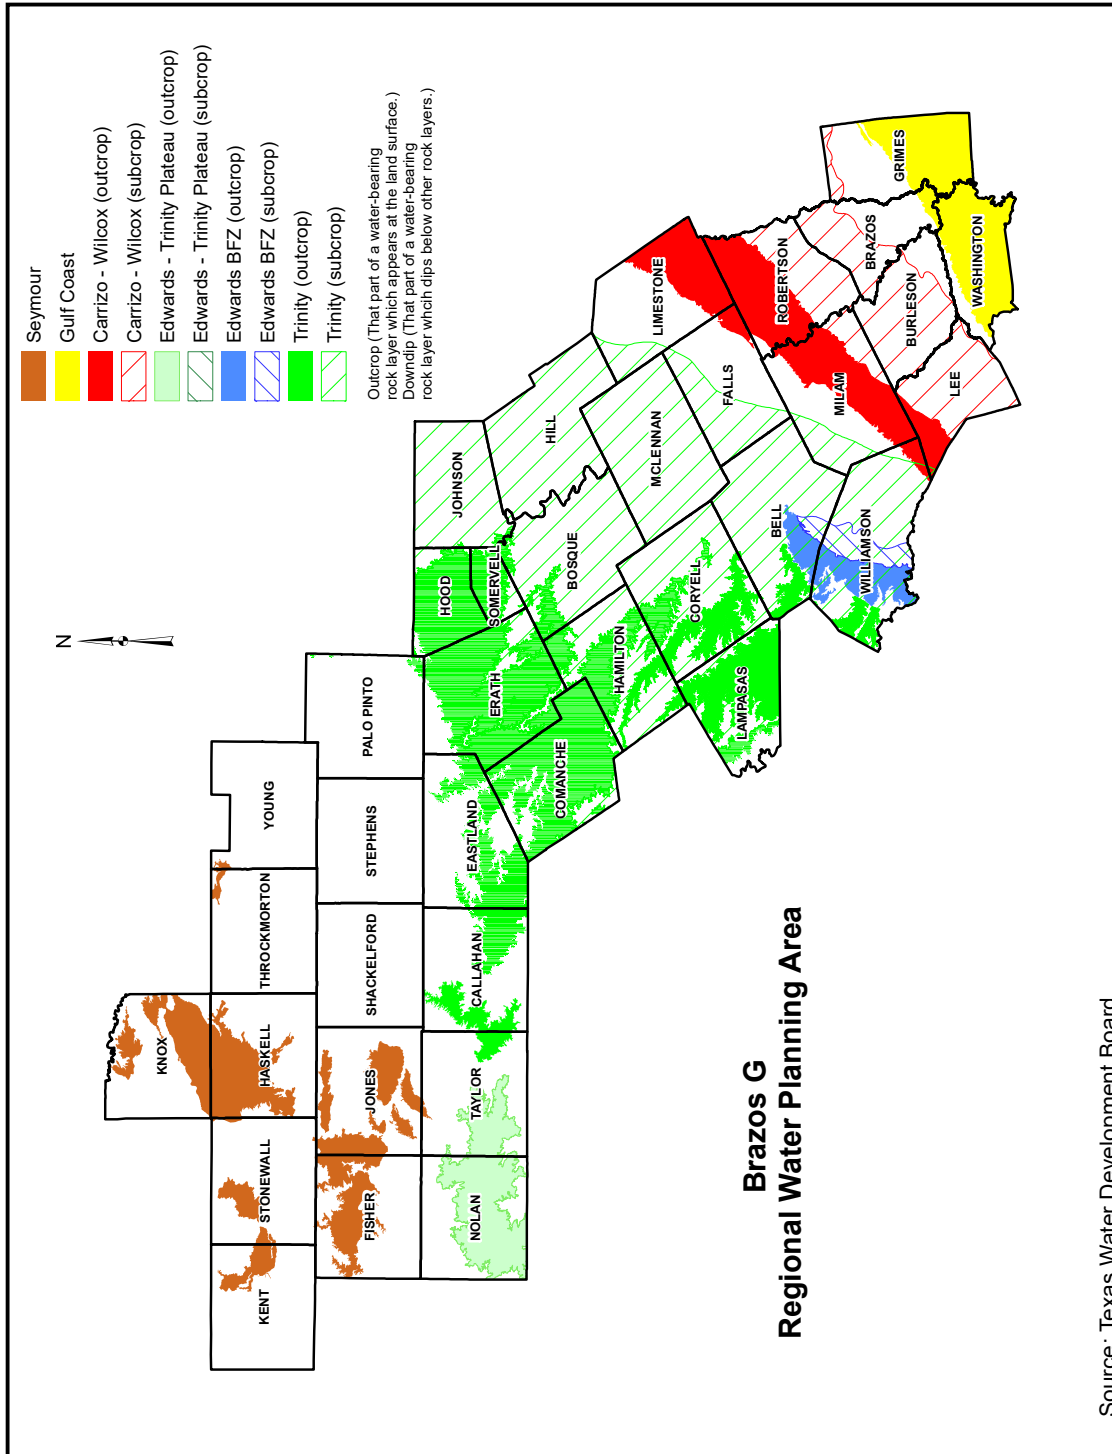 Seymour
Gulf Coast
Carrizo - Wilcox (outcrop)
Carrizo - Wilcox (subcrop)
Edwards - Trinity Plateau (outcrop)
Edwards - Trinity Plateau (subcrop)
Edwards BFZ (outcrop)
Edwards BFZ (subcrop)
Trinity (outcrop)
Trinity (subcrop)
Outcrop (That part of a water-bearing
rock layer which appears at the land surface.)
Downdip (That part of a water-bearing
rock layer whcih dips below other rock layers.)
N
KNOX
KENT
STONEWALL
HASKELL
THROCKMORTON
YOUNG
FISHER
JONES
SHACKELFORD
STEPHENS
PALO PINTO
NOLAN
TAYLOR
CALLAHAN
EASTLAND
ERATH
HOOD
SOMERVELL
JOHNSON
COMANCHE
BOSQUE
HILL
HAMILTON
MCLENNAN
LIMESTONE
CORYELL
FALLS
LAMPASAS
BELL
MILAM
ROBERTSON
WILLIAMSON
BRAZOS
GRIMES
BURLESON
LEE
WASHINGTON
Brazos G
Regional Water Planning Area
Source: Texas Water Development Board